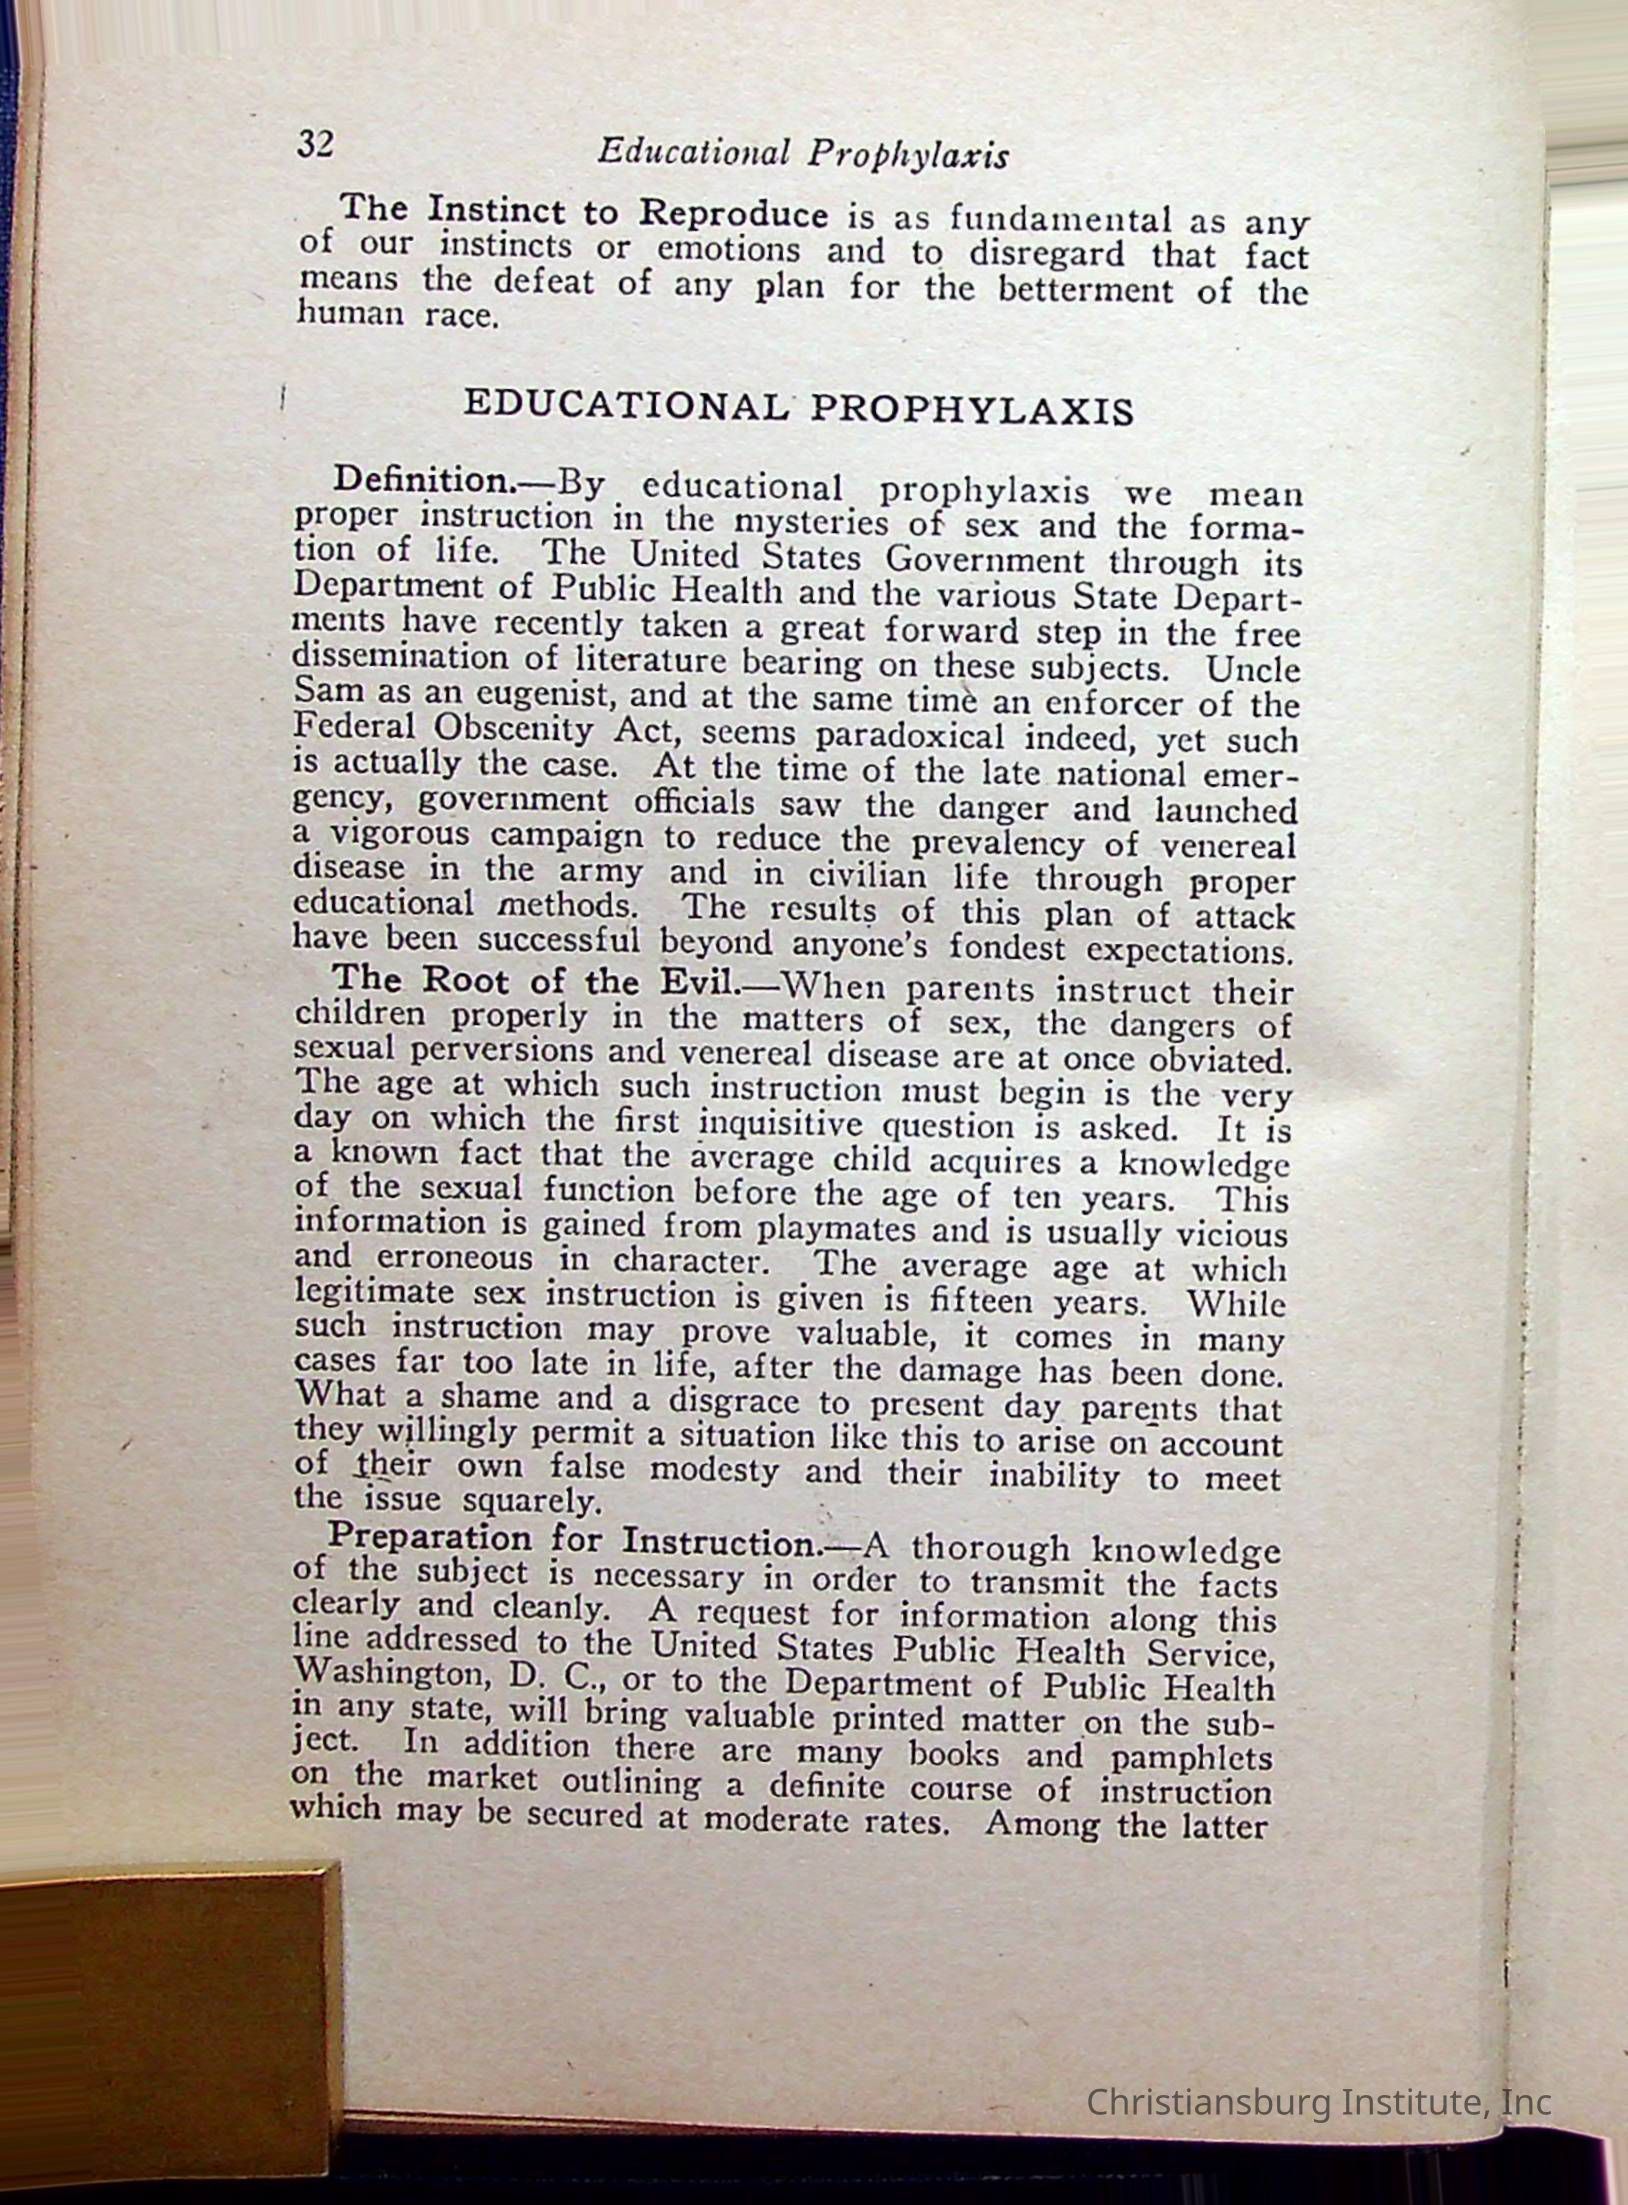 32
Educational Prophylaxis
The Instinct to Reproduce is as fundamental as any
of our instincts or emotions and to disregard that fact
means the defeat of any plan for the betterment of the
human race.
EDUCATIONAL PROPHYLAXIS
Definition.—By educational prophylaxis we mean
proper instruction in the mysteries of sex and the forma-
tion of life. The United States Government through its
Department of Public Health and the various State Depart-
ments have recently taken a great forward step in the free
dissemination of literature bearing on these subjects. Uncle
Sam as an eugenist, and at the same time an enforcer of the
Federal Obscenity Act, seems paradoxical indeed, yet such
is actually the case. At the time of the late national emer-
gency, government officials saw the danger and launched
a vigorous campaign to reduce the prevalency of venereal
disease in the army and in civilian life through proper
educational methods. The results of this plan of attack
have been successful beyond anyone's fondest expectations.
The Root of the Evil.—When parents instruct their
children properly in the matters of sex, the dangers of
sexual perversions and venereal disease are at once obviated.
The age at which such instruction must begin is the very
day on which the first inquisitive question is asked. It is
a known fact that the average child acquires a knowledge
of the sexual function before the age of ten years. This
information is gained from playmates and is usually vicious
and erroneous in character. The average age at which
legitimate sex instruction is given is fifteen years. While
such instruction may prove valuable, it comes in many
cases far too late in life, after the damage has been done.
What a shame and a disgrace to present day parents that
they willingly permit a situation like this to arise on account
of their own false modesty and their inability to meet
the issue squarely.
Preparation for Instruction.—A thorough knowledge
of the subject is necessary in order to transmit the facts
clearly and cleanly. A request for information along this
line addressed to the United States Public Health Service,
Washington, D. C., or to the Department of Public Health
in any state, will bring valuable printed matter on the sub-
ject. In addition there are many books and pamphlets
on the market outlining a definite course of instruction
which may be secured at moderate rates. Among the latter
Christiansburg Institute, Inc